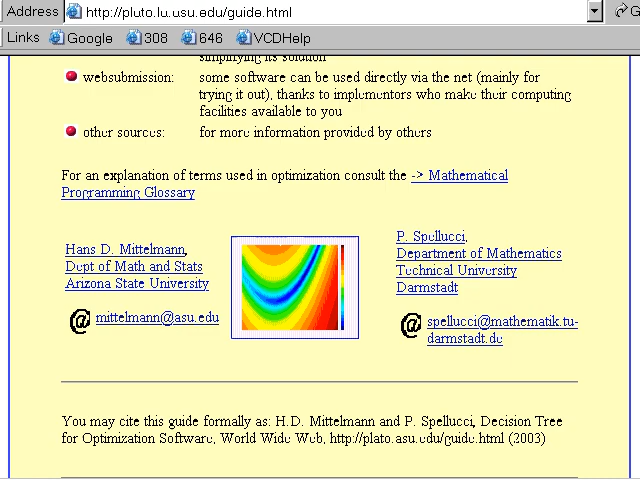 Address http://pluto.lu.usu.edu/guide.html G
Links Google 308 646 VCDHelp
simplifying its solution
websubmission: some software can be used directly via the net (mainly for
trying it out), thanks to implementors who make their computing
facilities available to you
other sources: for more information provided by others
For an explanation of terms used in optimization consult the -> Mathematical
Programming Glossary
Hans D. Mittelmann,
Dept of Math and Stats
Arizona State University
@ mittelmann@asu.edu
P. Spellucci,
Department of Mathematics
Technical University
Darmstadt
@ spellucci@mathematik.tu-
darmstadt.de
You may cite this guide formally as: H.D. Mittelmann and P. Spellucci, Decision Tree
for Optimization Software, World Wide Web, http://plato.asu.edu/guide.html (2003)